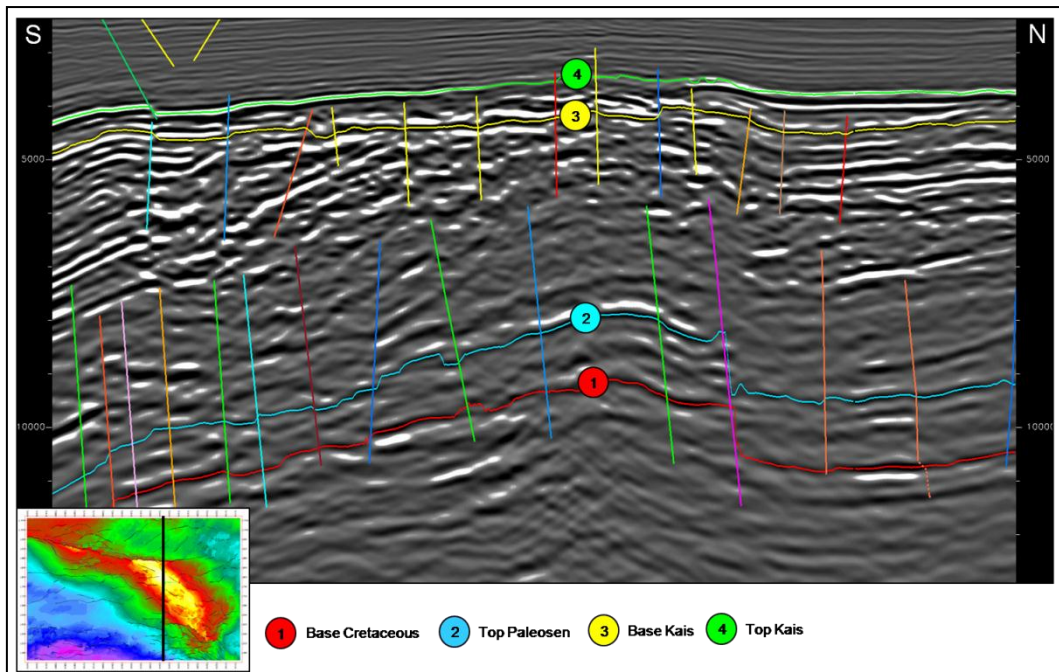 S
N
4
3
5000
5000
2
1
10000
10000
1 Base Cretaceous
2 Top Paleosen
3 Base Kais
4 Top Kais